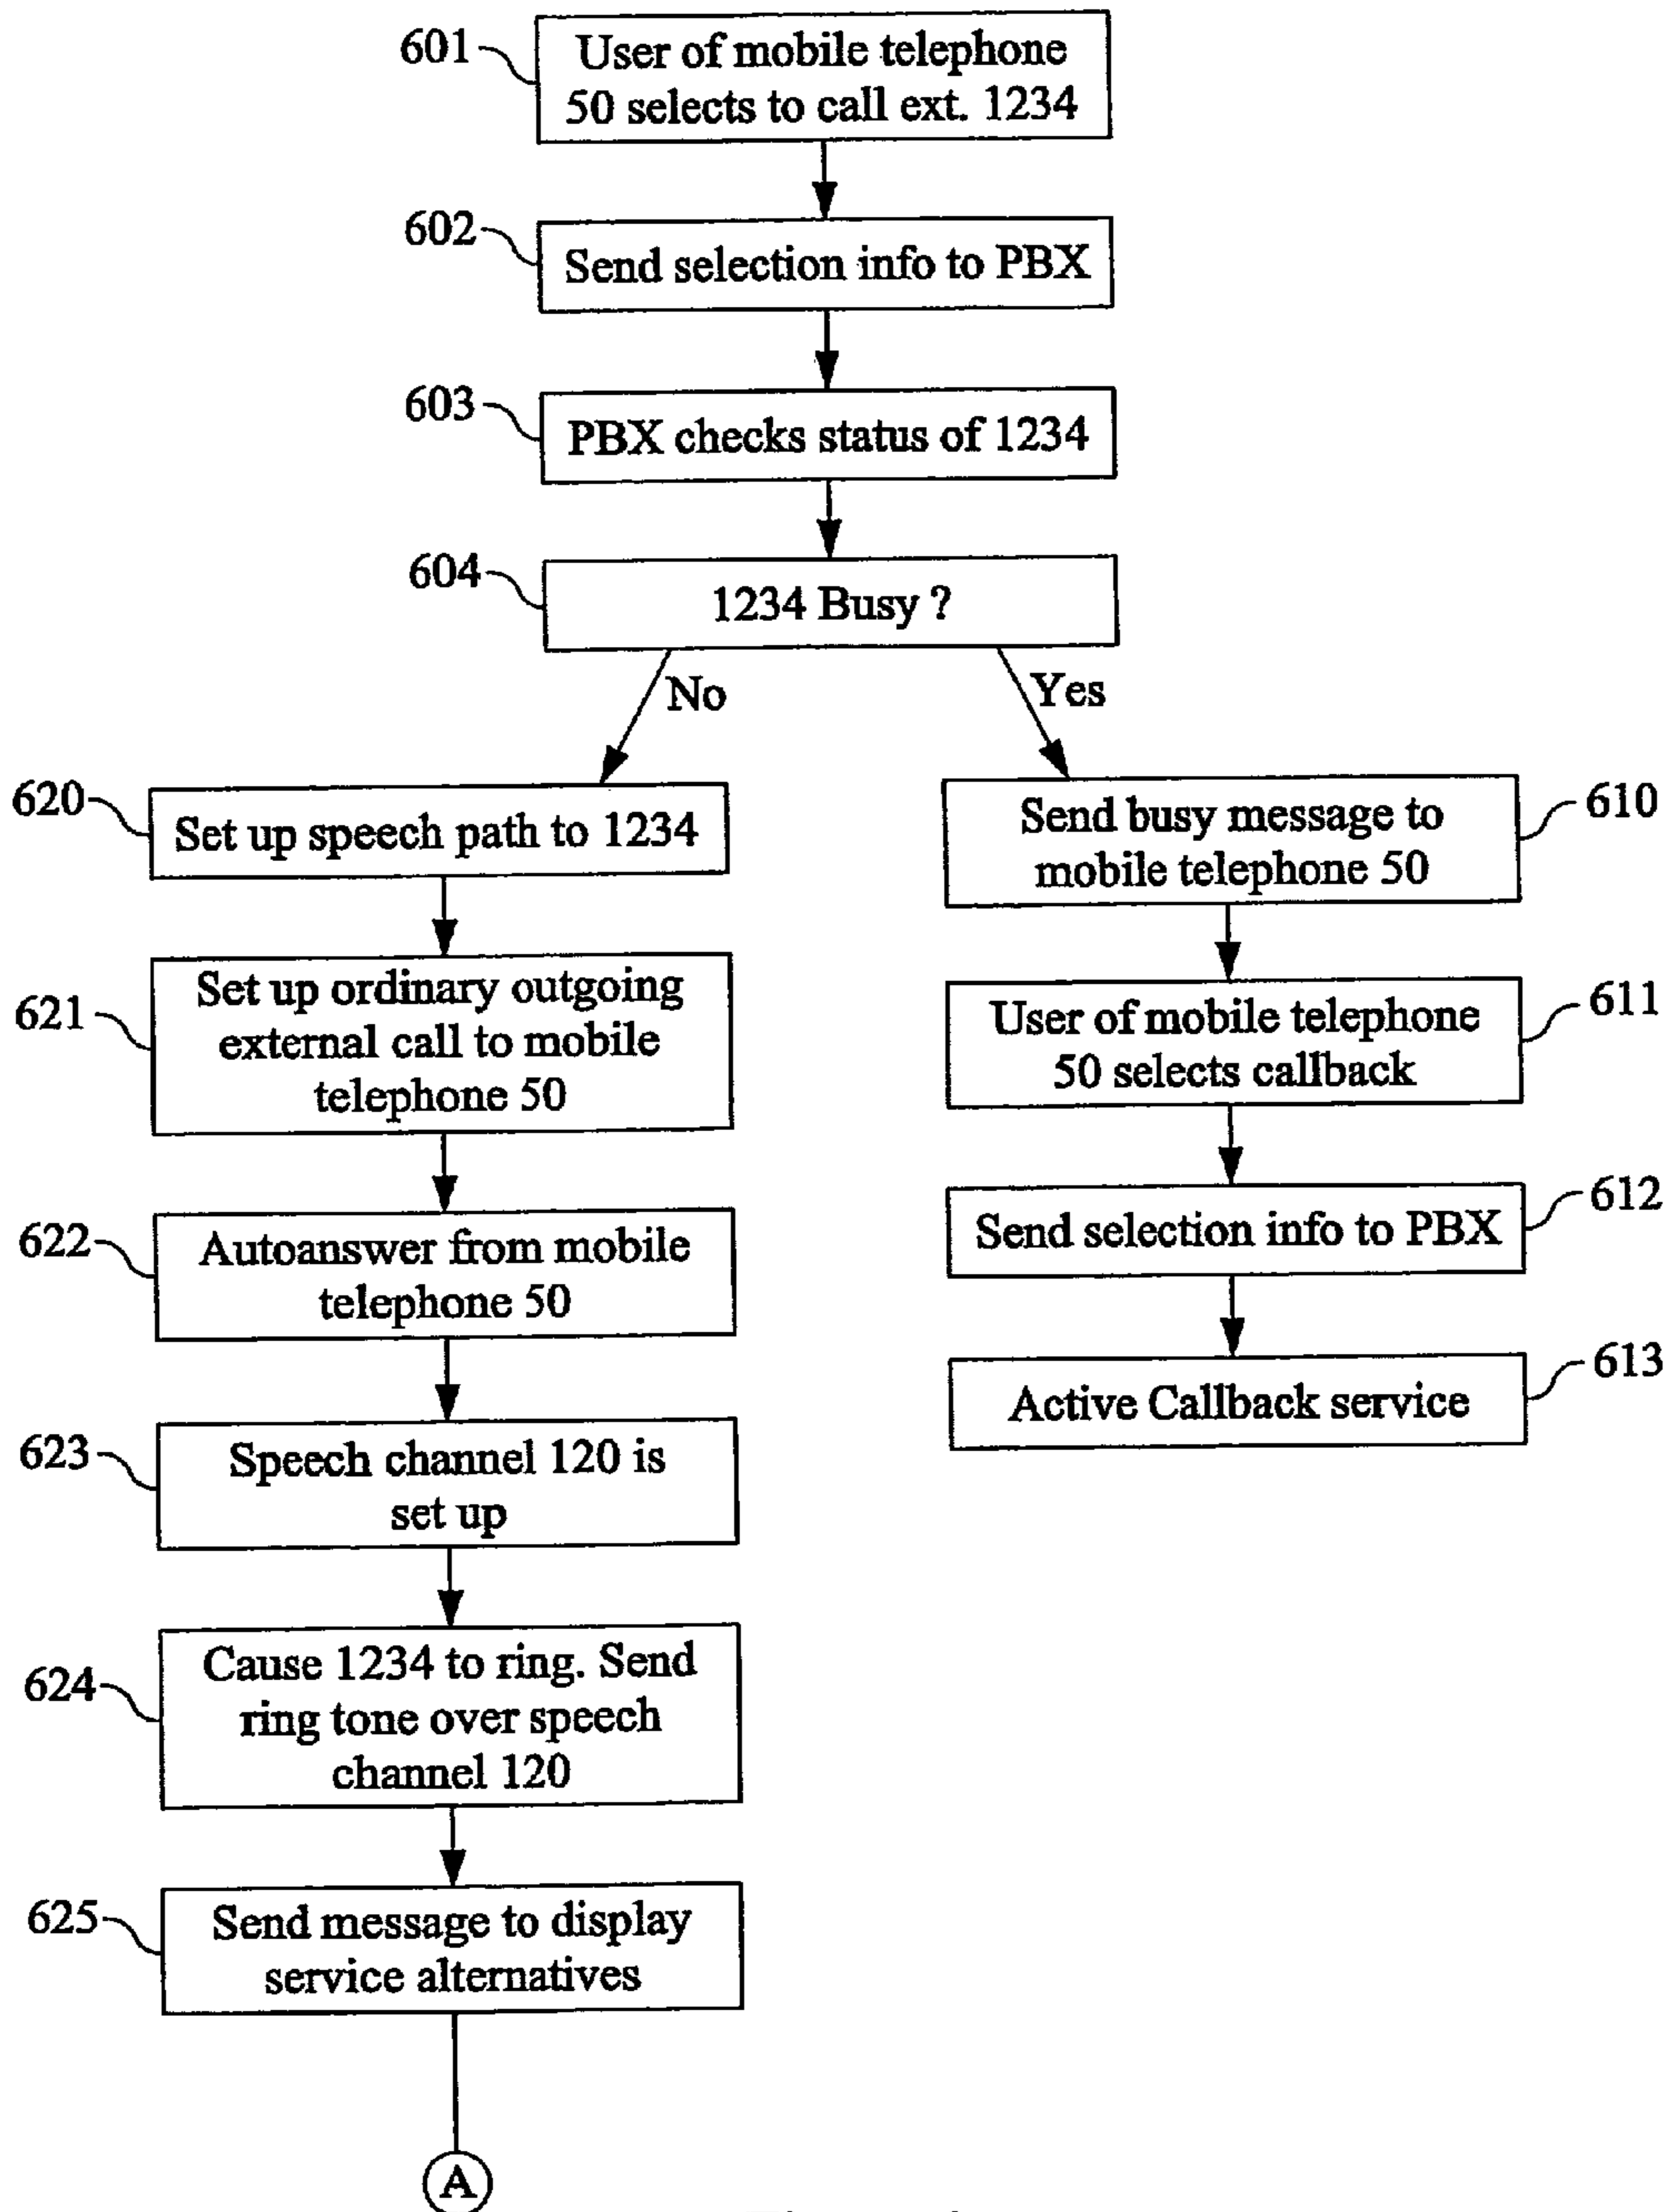 601
User of mobile telephone
50 selects to call ext. 1234
602
Send selection info to PBX
603
PBX checks status of 1234
604
1234 Busy ?
No
Yes
620
Set up speech path to 1234
610
Send busy message to
mobile telephone 50
621
Set up ordinary outgoing
external call to mobile
telephone 50
611
User of mobile telephone
50 selects callback
622
Autoanswer from mobile
telephone 50
612
Send selection info to PBX
623
Speech channel 120 is
set up
613
Active Callback service
624
Cause 1234 to ring. Send
ring tone over speech
channel 120
625
Send message to display
service alternatives
A